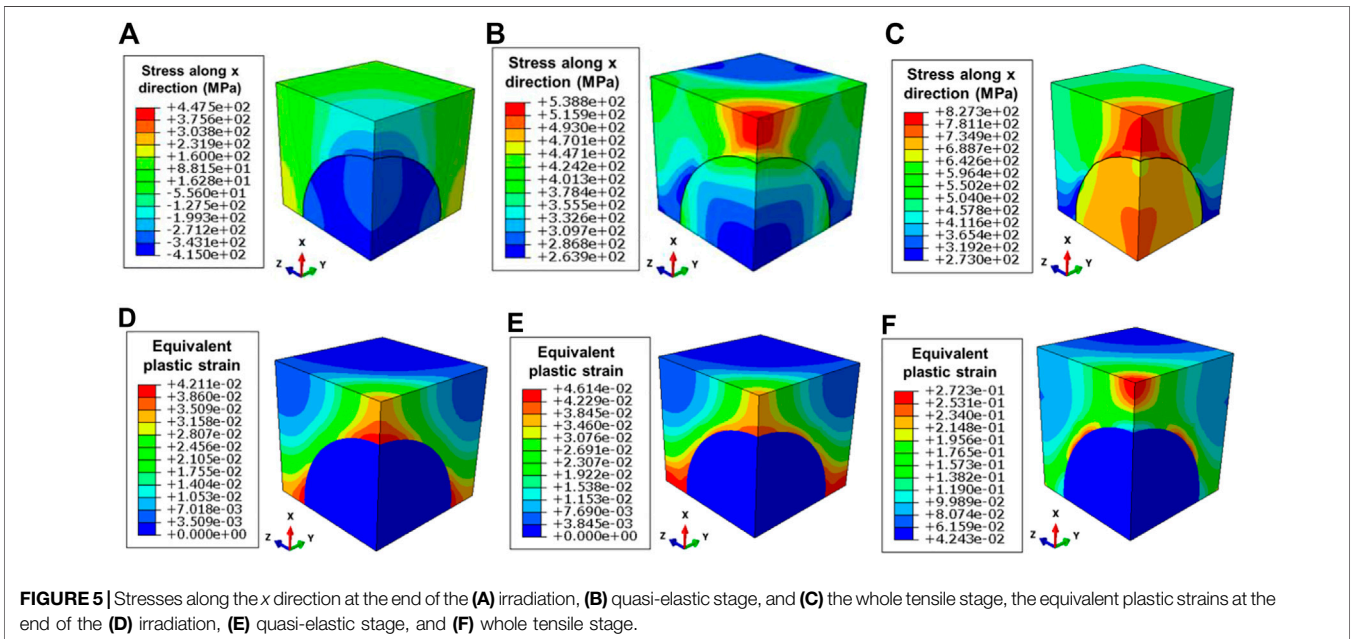 A
Stress along x
direction (MPa)
+4.475e+02
+3.756e+02
+3.038e+02
+2.319e+02
+1.600e+02
+8.815e+01
+1.628e+01
-5.560e+01
-1.275e+02
-1.993e+02
-2.712e+02
-3.431e+02
-4.150e+02
X
Z
Y
B
Stress along x
direction (MPa)
+5.388e+02
+5.159e+02
+4.930e+02
+4.701e+02
+4.471e+02
+4.242e+02
+4.013e+02
+3.784e+02
+3.555e+02
+3.326e+02
+3.097e+02
+2.868e+02
+2.639e+02
X
Z
Y
C
Stress along x
direction (MPa)
+8.273e+02
+7.811e+02
+7.349e+02
+6.887e+02
+6.426e+02
+5.964e+02
+5.502e+02
+5.040e+02
+4.578e+02
+4.116e+02
+3.654e+02
+3.192e+02
+2.730e+02
X
Z
Y
D
Equivalent
plastic strain
+4.211e-02
+3.860e-02
+3.509e-02
+3.158e-02
+2.807e-02
+2.456e-02
+2.105e-02
+1.755e-02
+1.404e-02
+1.053e-02
+7.018e-03
+3.509e-03
+0.000e+00
X
Z
Y
E
Equivalent
plastic strain
+4.614e-02
+4.229e-02
+3.845e-02
+3.460e-02
+3.076e-02
+2.691e-02
+2.307e-02
+1.922e-02
+1.538e-02
+1.153e-02
+7.690e-03
+3.845e-03
+0.000e+00
X
Z
Y
F
Equivalent
plastic strain
+2.723e-01
+2.531e-01
+2.340e-01
+2.148e-01
+1.956e-01
+1.765e-01
+1.573e-01
+1.382e-01
+1.190e-01
+9.989e-02
+8.074e-02
+6.159e-02
+4.243e-02
X
Z
Y
FIGURE 5 | Stresses along the x direction at the end of the (A) irradiation, (B) quasi-elastic stage, and (C) the whole tensile stage, the equivalent plastic strains at the
end of the (D) irradiation, (E) quasi-elastic stage, and (F) whole tensile stage.